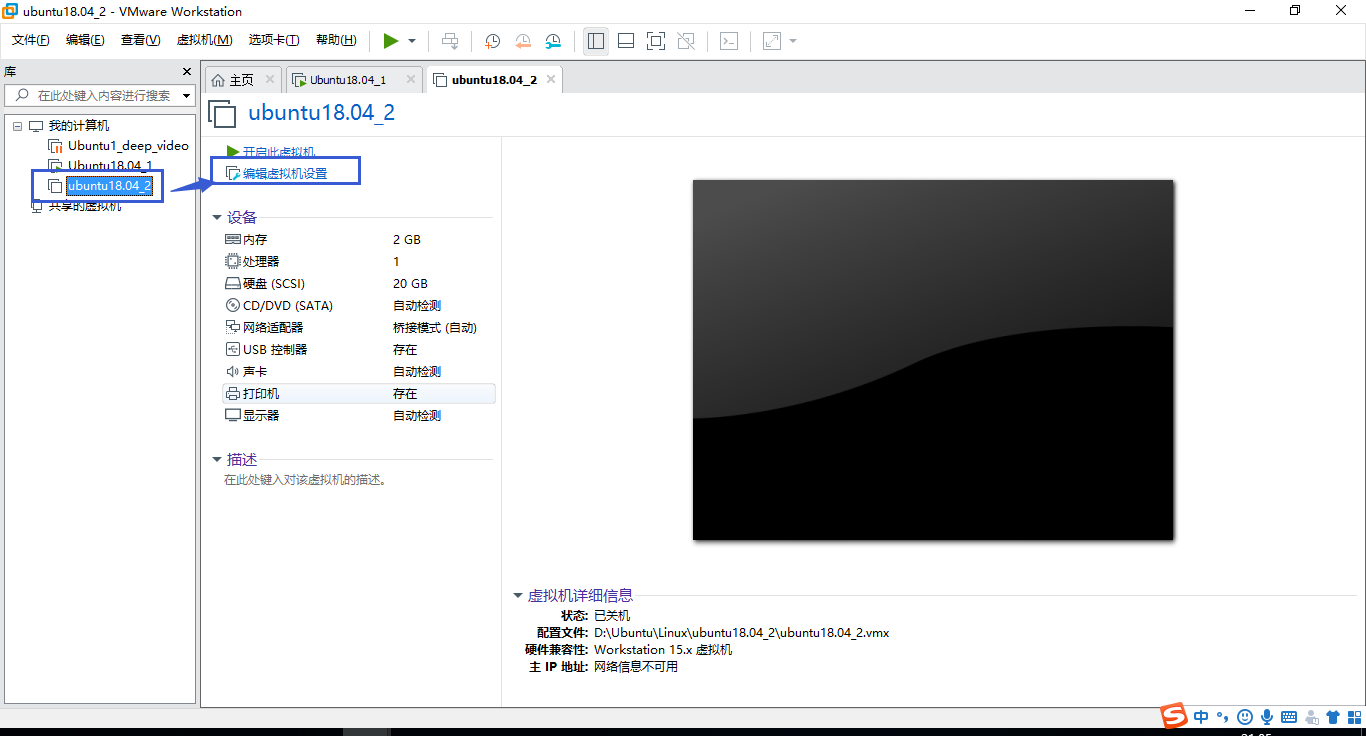 ubuntu18.04_2 - VMware Workstation
文件(F) 编辑(E) 查看(V) 虚拟机(M) 选项卡(T) 帮助(H)
库
在此处键入内容进行搜索
我的计算机
Ubuntu1_deep_video
Ubuntu18.04_1
ubuntu18.04_2
共享的虚拟机
主页 Ubuntu18.04_1 ubuntu18.04_2
ubuntu18.04_2
开启此虚拟机
编辑虚拟机设置
设备
内存 2 GB
处理器 1
硬盘 (SCSI) 20 GB
CD/DVD (SATA) 自动检测
网络适配器 桥接模式 (自动)
USB 控制器 存在
声卡 自动检测
打印机 存在
显示器 自动检测
描述
在此处键入对该虚拟机的描述。
虚拟机详细信息
状态: 已关机
配置文件: D:\Ubuntu\Linux\ubuntu18.04_2\ubuntu18.04_2.vmx
硬件兼容性: Workstation 15.x 虚拟机
主 IP 地址: 网络信息不可用
S 中